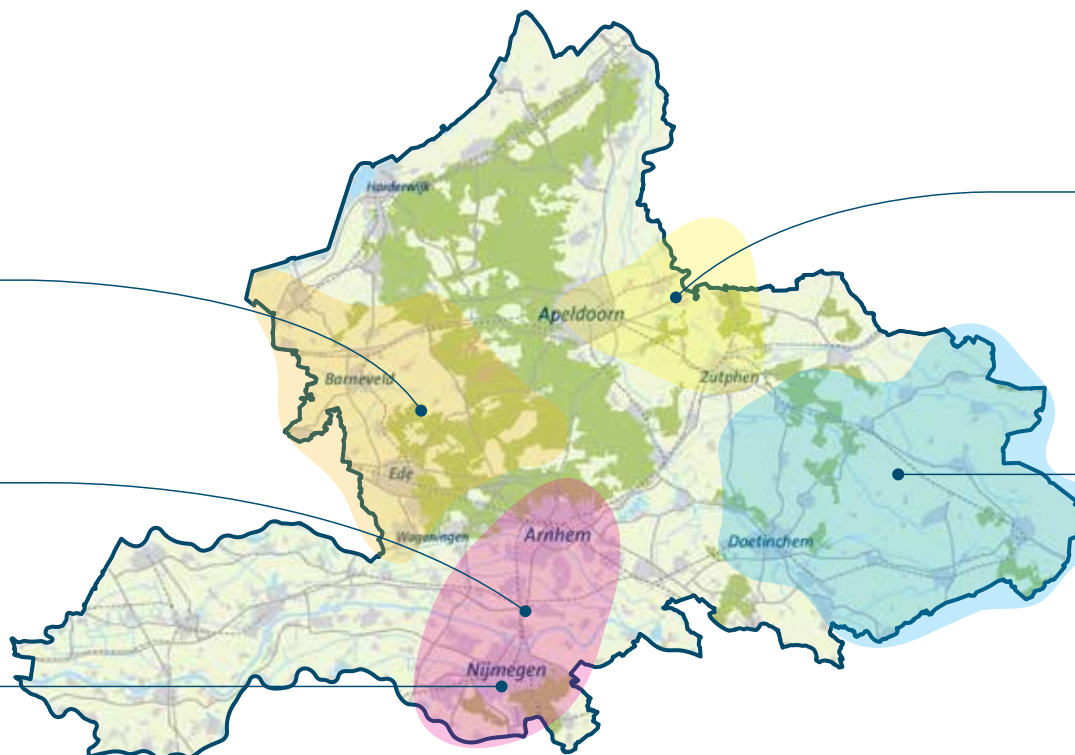 Harderwijk
Apeldoorn
Barneveld
Zutphen
Ede
Wageningen
Arnhem
Doetinchem
Nijmegen